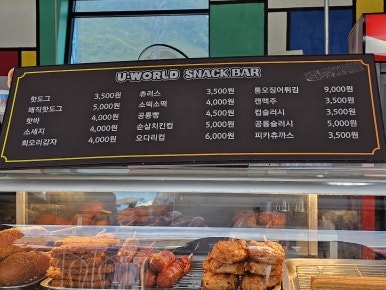 U-WORLD SNACK BAR
핫도그 3,500원
매직핫도그 5,000원
핫바 4,000원
소세지 4,000원
회오리감자 4,000원
츄러스 3,500원
소떡소떡 4,000원
공룡빵 4,500원
순살치킨컵 5,000원
오다리컵 6,000원
통오징어튀김 9,000원
캔맥주 3,500원
컵슬러시 3,500원
공룡슬러시 5,000원
피카츄까스 3,500원